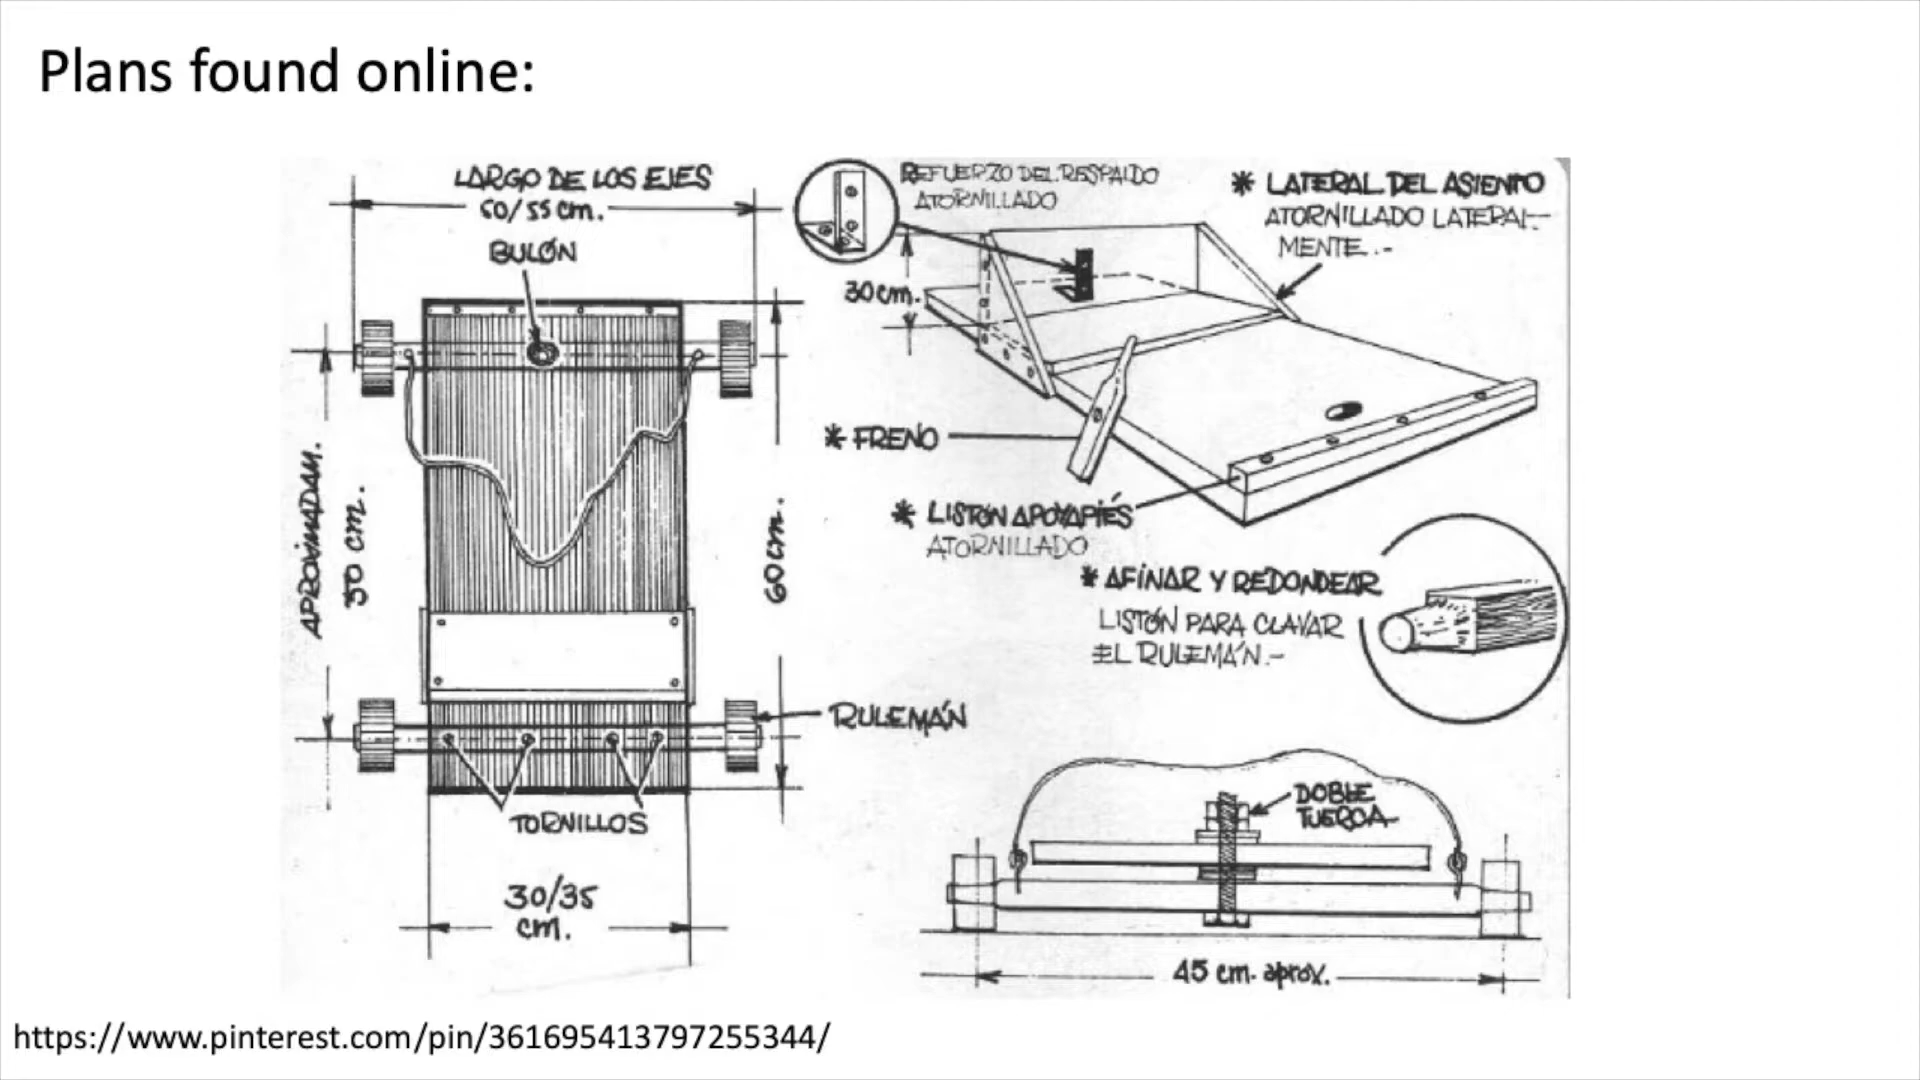 Plans found online:
LARGO DE LOS EJES
50/55 cm.
BULÓN
APROXIMADAM.
50 cm.
60 cm.
RULEMÁN
TORNILLOS
30/35
cm.
REFUERZO DEL RESPALDO
ATORNILLADO
30 cm.
* LATERAL DEL ASIENTO
ATORNILLADO LATERAL-
MENTE.-
* FRENO
* LISTÓN APOYAPIÉS
ATORNILLADO
* AFINAR Y REDONDEAR
LISTÓN PARA CLAVAR
EL RULEMÁN.-
DOBLE
TUERCA
45 cm. aprox.
https://www.pinterest.com/pin/361695413797255344/